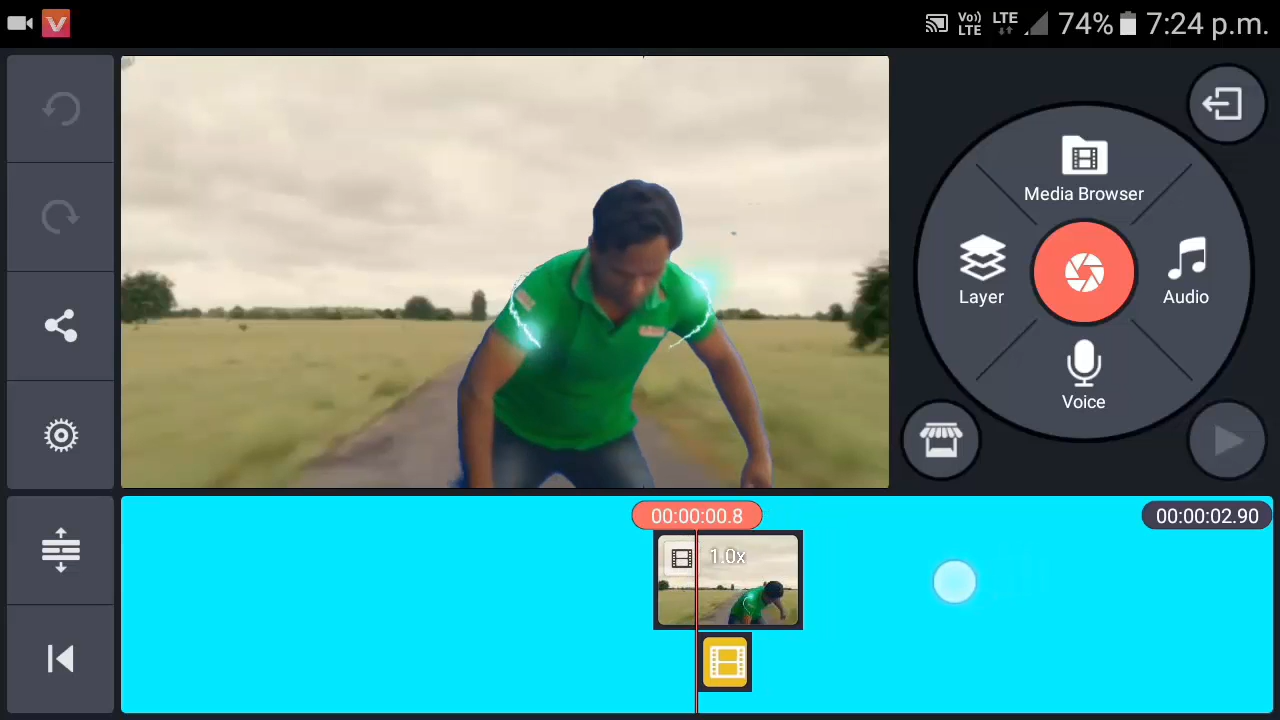 Vo)) LTE LTE 74% 7:24 p.m.
Media Browser
Layer
Audio
Voice
00:00:00.8
00:00:02.90
1.0x